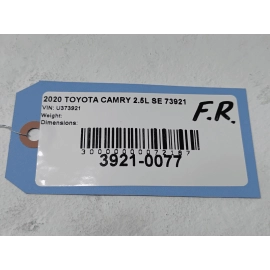 2020 TOYOTA CAMRY 2.5L SE 73921
VIN: U373921
Weight:
Dimensions:
F.R.
3921-0077